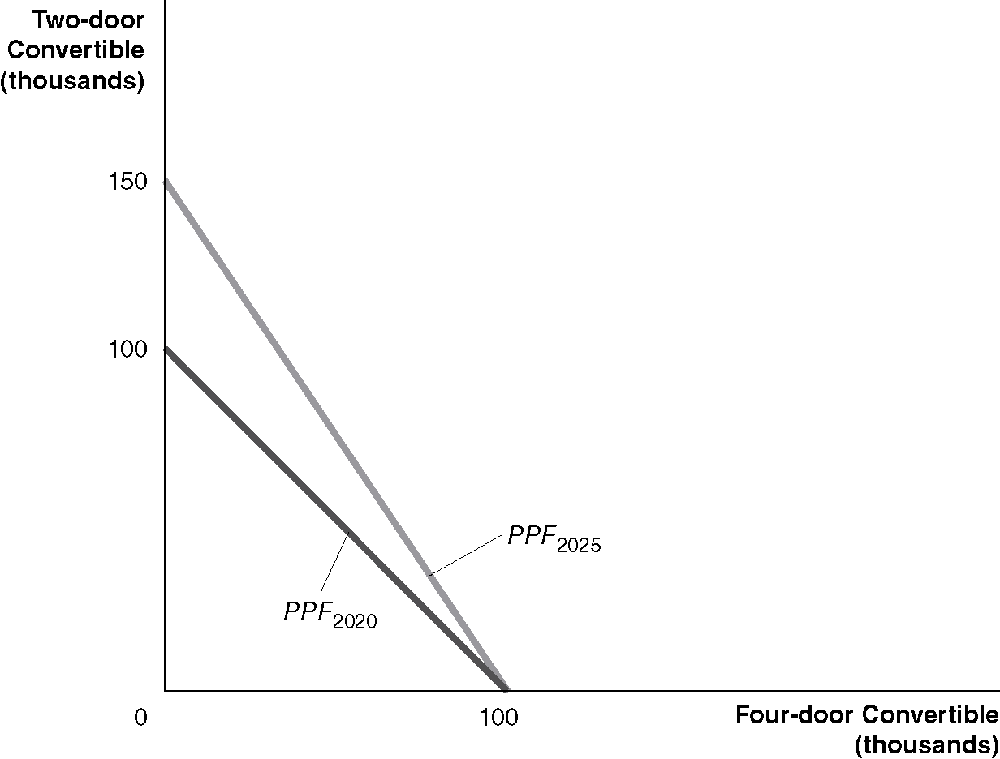 Two-door
Convertible
(thousands)
150
100
PPF2025
PPF2020
0
100
Four-door Convertible
(thousands)